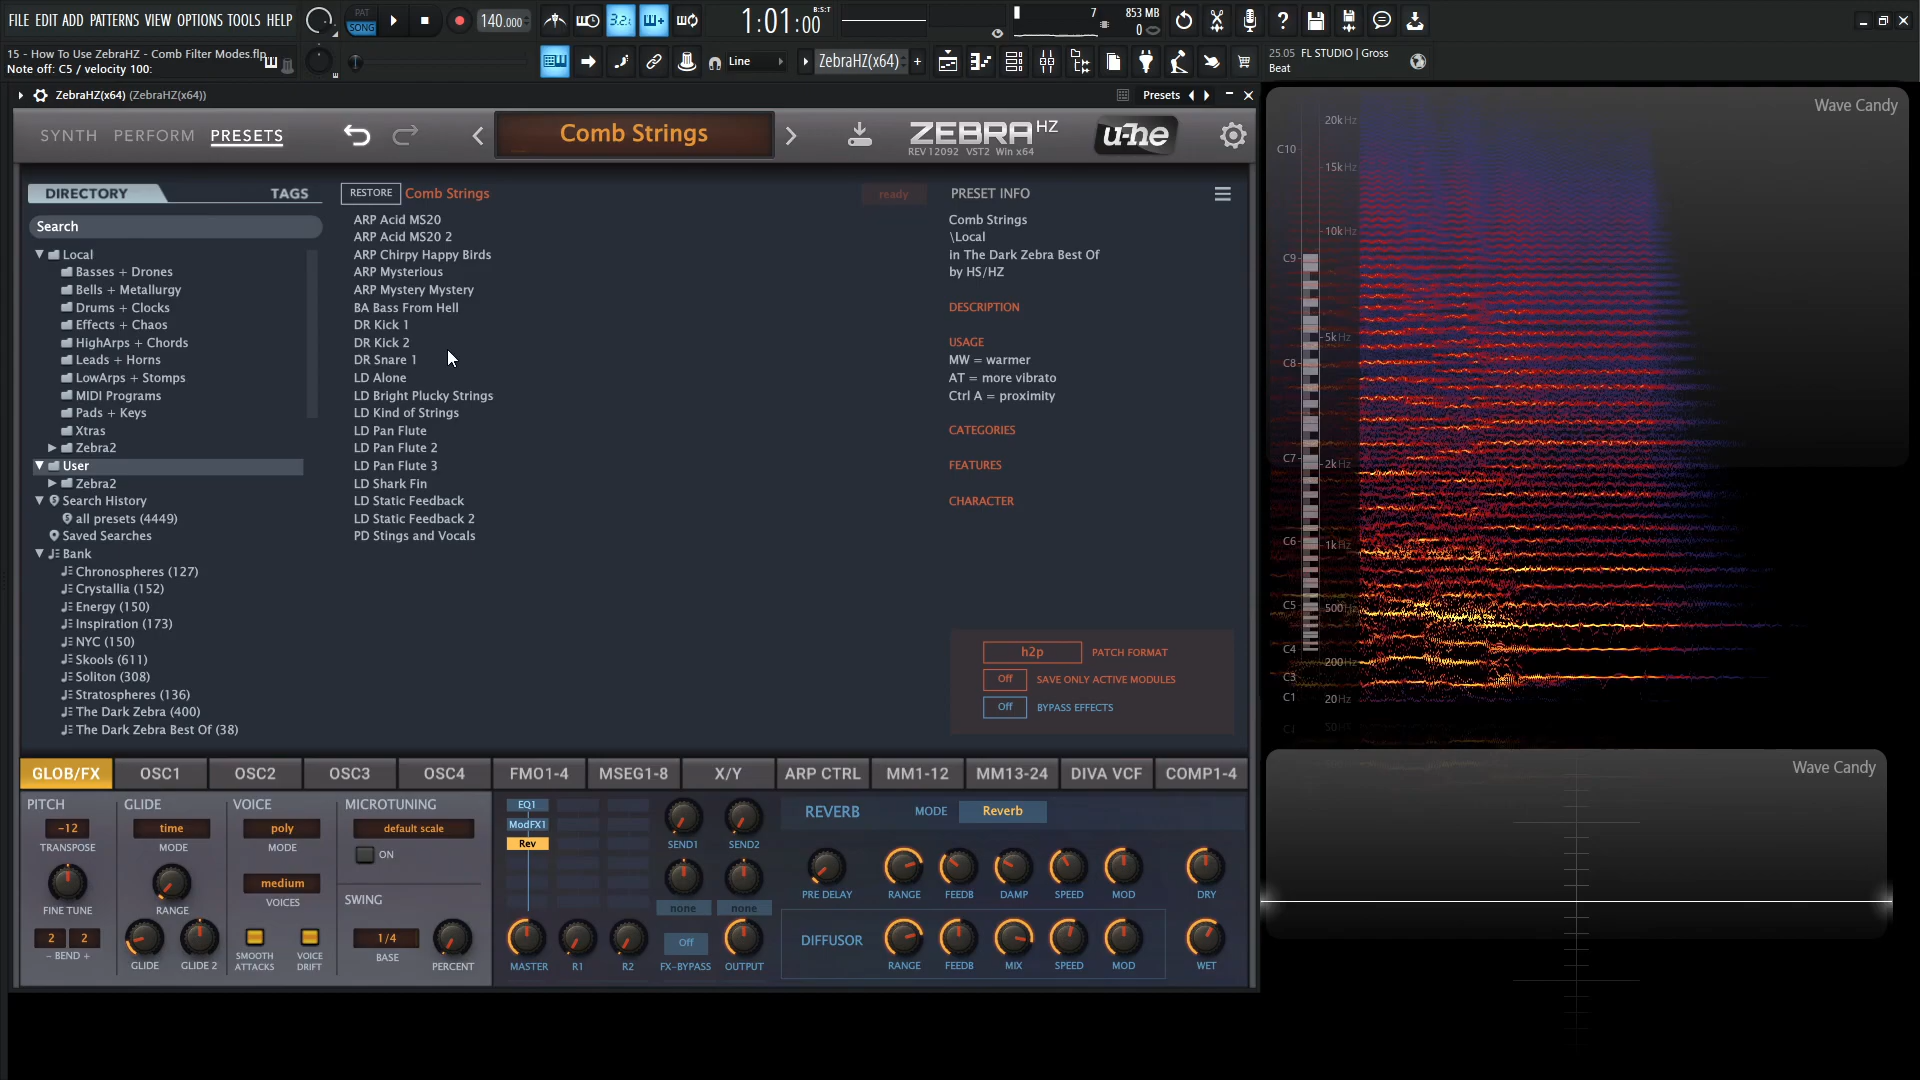 FILE EDIT ADD PATTERNS VIEW OPTIONS TOOLS HELP
PAT
SONG
140.000
3.2.
1:01:00
B:S:T
7
853 MB
0
15 - How To Use ZebraHZ - Comb Filter Modes.flp
Note off: C5 / velocity 100:
Line
ZebraHZ(x64)
25.05 FL STUDIO | Gross
Beat
ZebraHZ(x64) (ZebraHZ(x64))
Presets
SYNTH
PERFORM
PRESETS
Comb Strings
ZEBRA HZ
REV 12092 VST2 Win x64
u-he
DIRECTORY
TAGS
Search
Local
Basses + Drones
Bells + Metallurgy
Drums + Clocks
Effects + Chaos
HighArps + Chords
Leads + Horns
LowArps + Stomps
MIDI Programs
Pads + Keys
Xtras
Zebra2
User
Zebra2
Search History
all presets (4449)
Saved Searches
Bank
Chronospheres (127)
Crystallia (152)
Energy (150)
Inspiration (173)
NYC (150)
Skools (611)
Soliton (308)
Stratospheres (136)
The Dark Zebra (400)
The Dark Zebra Best Of (38)
RESTORE
Comb Strings
ready
ARP Acid MS20
ARP Acid MS20 2
ARP Chirpy Happy Birds
ARP Mysterious
ARP Mystery Mystery
BA Bass From Hell
DR Kick 1
DR Kick 2
DR Snare 1
LD Alone
LD Bright Plucky Strings
LD Kind of Strings
LD Pan Flute
LD Pan Flute 2
LD Pan Flute 3
LD Shark Fin
LD Static Feedback
LD Static Feedback 2
PD Stings and Vocals
PRESET INFO
Comb Strings
\Local
in The Dark Zebra Best Of
by HS/HZ
DESCRIPTION
USAGE
MW = warmer
AT = more vibrato
Ctrl A = proximity
CATEGORIES
FEATURES
CHARACTER
h2p
PATCH FORMAT
Off
SAVE ONLY ACTIVE MODULES
Off
BYPASS EFFECTS
GLOB/FX
OSC1
OSC2
OSC3
OSC4
FMO1-4
MSEG1-8
X/Y
ARP CTRL
MM1-12
MM13-24
DIVA VCF
COMP1-4
PITCH
-12
TRANSPOSE
FINE TUNE
2
2
- BEND +
GLIDE
time
MODE
RANGE
GLIDE
GLIDE 2
VOICE
poly
MODE
medium
VOICES
SMOOTH
ATTACKS
VOICE
DRIFT
MICROTUNING
default scale
ON
SWING
1/4
BASE
PERCENT
EQ1
ModFX1
Rev
MASTER
R1
R2
SEND1
SEND2
none
none
Off
FX-BYPASS
OUTPUT
REVERB
MODE
Reverb
PRE DELAY
RANGE
FEEDB
DAMP
SPEED
MOD
DRY
DIFFUSOR
RANGE
FEEDB
MIX
SPEED
MOD
WET
Wave Candy
20kHz
C10
15kHz
10kHz
C9
5kHz
C8
C7
2kHz
C6
1kHz
C5
500Hz
C4
200Hz
C3
C1
20Hz
Wave Candy